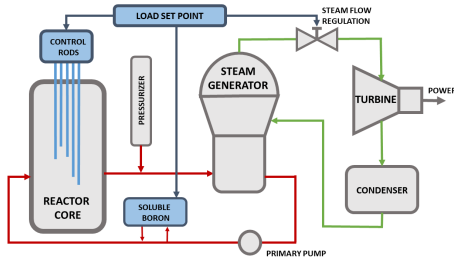 LOAD SET POINT
STEAM FLOW
REGULATION
CONTROL
RODS
PRESSURIZER
STEAM
GENERATOR
TURBINE
POWER
REACTOR
CORE
SOLUBLE
BORON
CONDENSER
PRIMARY PUMP